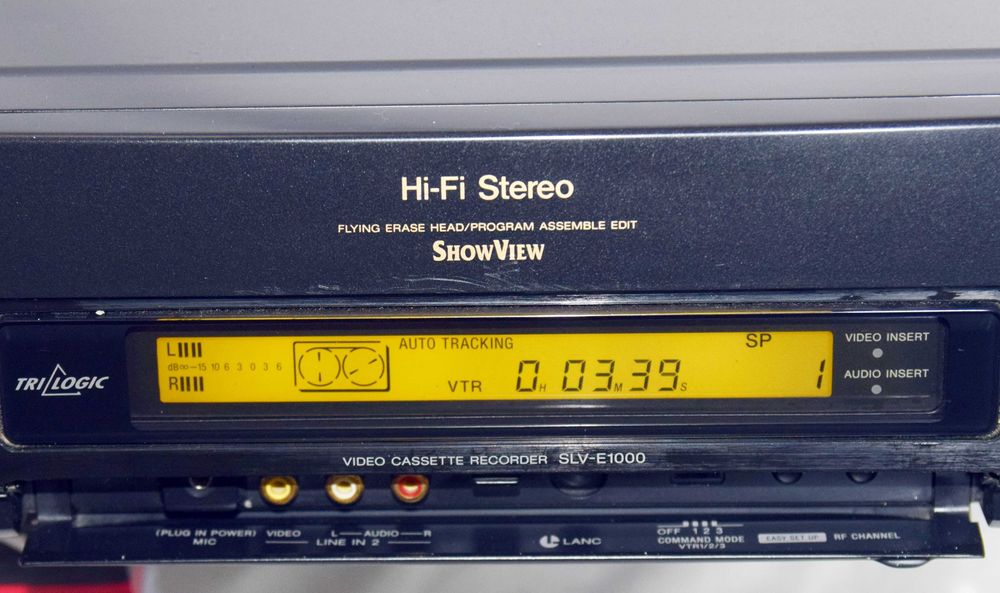 Hi-Fi Stereo
FLYING ERASE HEAD/PROGRAM ASSEMBLE EDIT
SHOWVIEW
TRILOGIC
L
dB∞–15 10 6 3 0 3 6
R
AUTO TRACKING
SP
VTR 0H 03M 39S 1
VIDEO INSERT
AUDIO INSERT
VIDEO CASSETTE RECORDER SLV-E1000
(PLUG IN POWER)
MIC
VIDEO L—AUDIO—R
LINE IN 2
LANC
OFF 1 2 3
COMMAND MODE
VTR1/2/3
EASY SET UP
RF CHANNEL